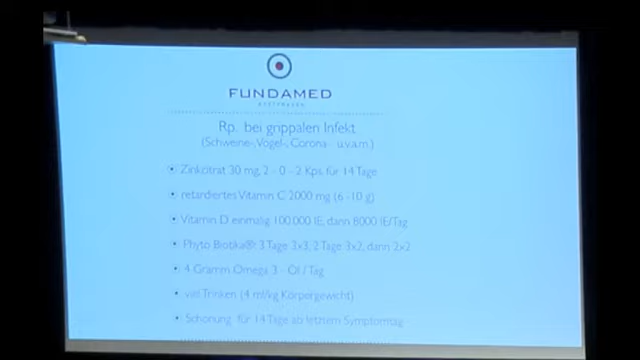 FUNDAMED
Rp. bei grippalen Infekt
(Schweine-, Vogel-, Corona- u.v.a.m.)
Zinkcitrat 30 mg, 2 - 0 - 2 Kps. für 14 Tage
retardiertes Vitamin C 2000 mg (6 -10 g)
Vitamin D einmalig 100.000 IE, dann 8000 IE/Tag
Phyto Biotika®: 3 Tage 3x3, 2 Tage 3x2, dann 2x2
4 Gramm Omega 3 - Öl / Tag
viel Trinken (4 ml/kg Körpergewicht)
Schonung für 14 Tage ab letztem Symptomtag